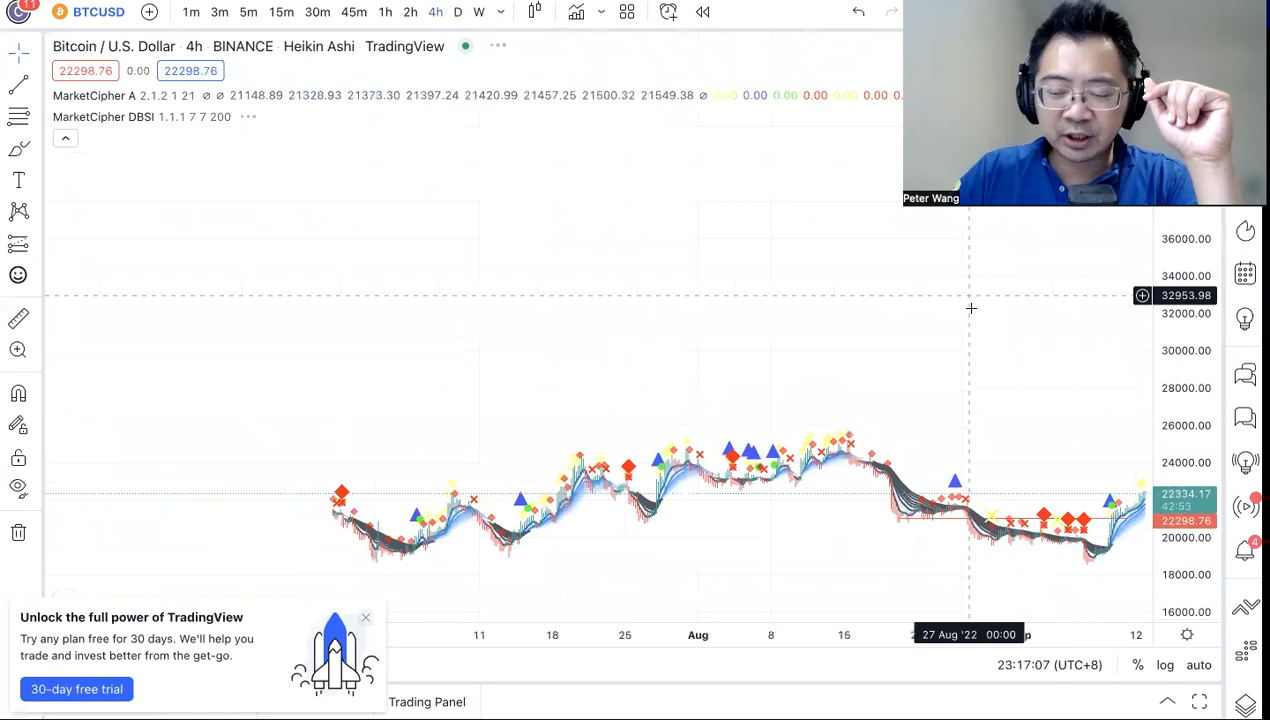 11
BTCUSD
1m 3m 5m 15m 30m 45m 1h 2h 4h D W
Bitcoin / U.S. Dollar · 4h · BINANCE · Heikin Ashi · TradingView
22298.76 0.00 22298.76
MarketCipher A 2.1.2 1 21 ∅ ∅ 21148.89 21328.93 21373.30 21397.24 21420.99 21457.25 21500.32 21549.38 ∅ 0.00 0.00 0.00 0.00 0.00 0.00 0.
MarketCipher DBSI 1.1.1 7 7 200
Peter Wang
36000.00
34000.00
32953.98
32000.00
30000.00
28000.00
26000.00
24000.00
22334.17
42:53
22298.76
20000.00
18000.00
16000.00
4
Unlock the full power of TradingView
Try any plan free for 30 days. We'll help you
trade and invest better from the get-go.
30-day free trial
11 18 25 Aug 8 15 27 Aug '22 00:00 p 12
23:17:07 (UTC+8) % log auto
Trading Panel